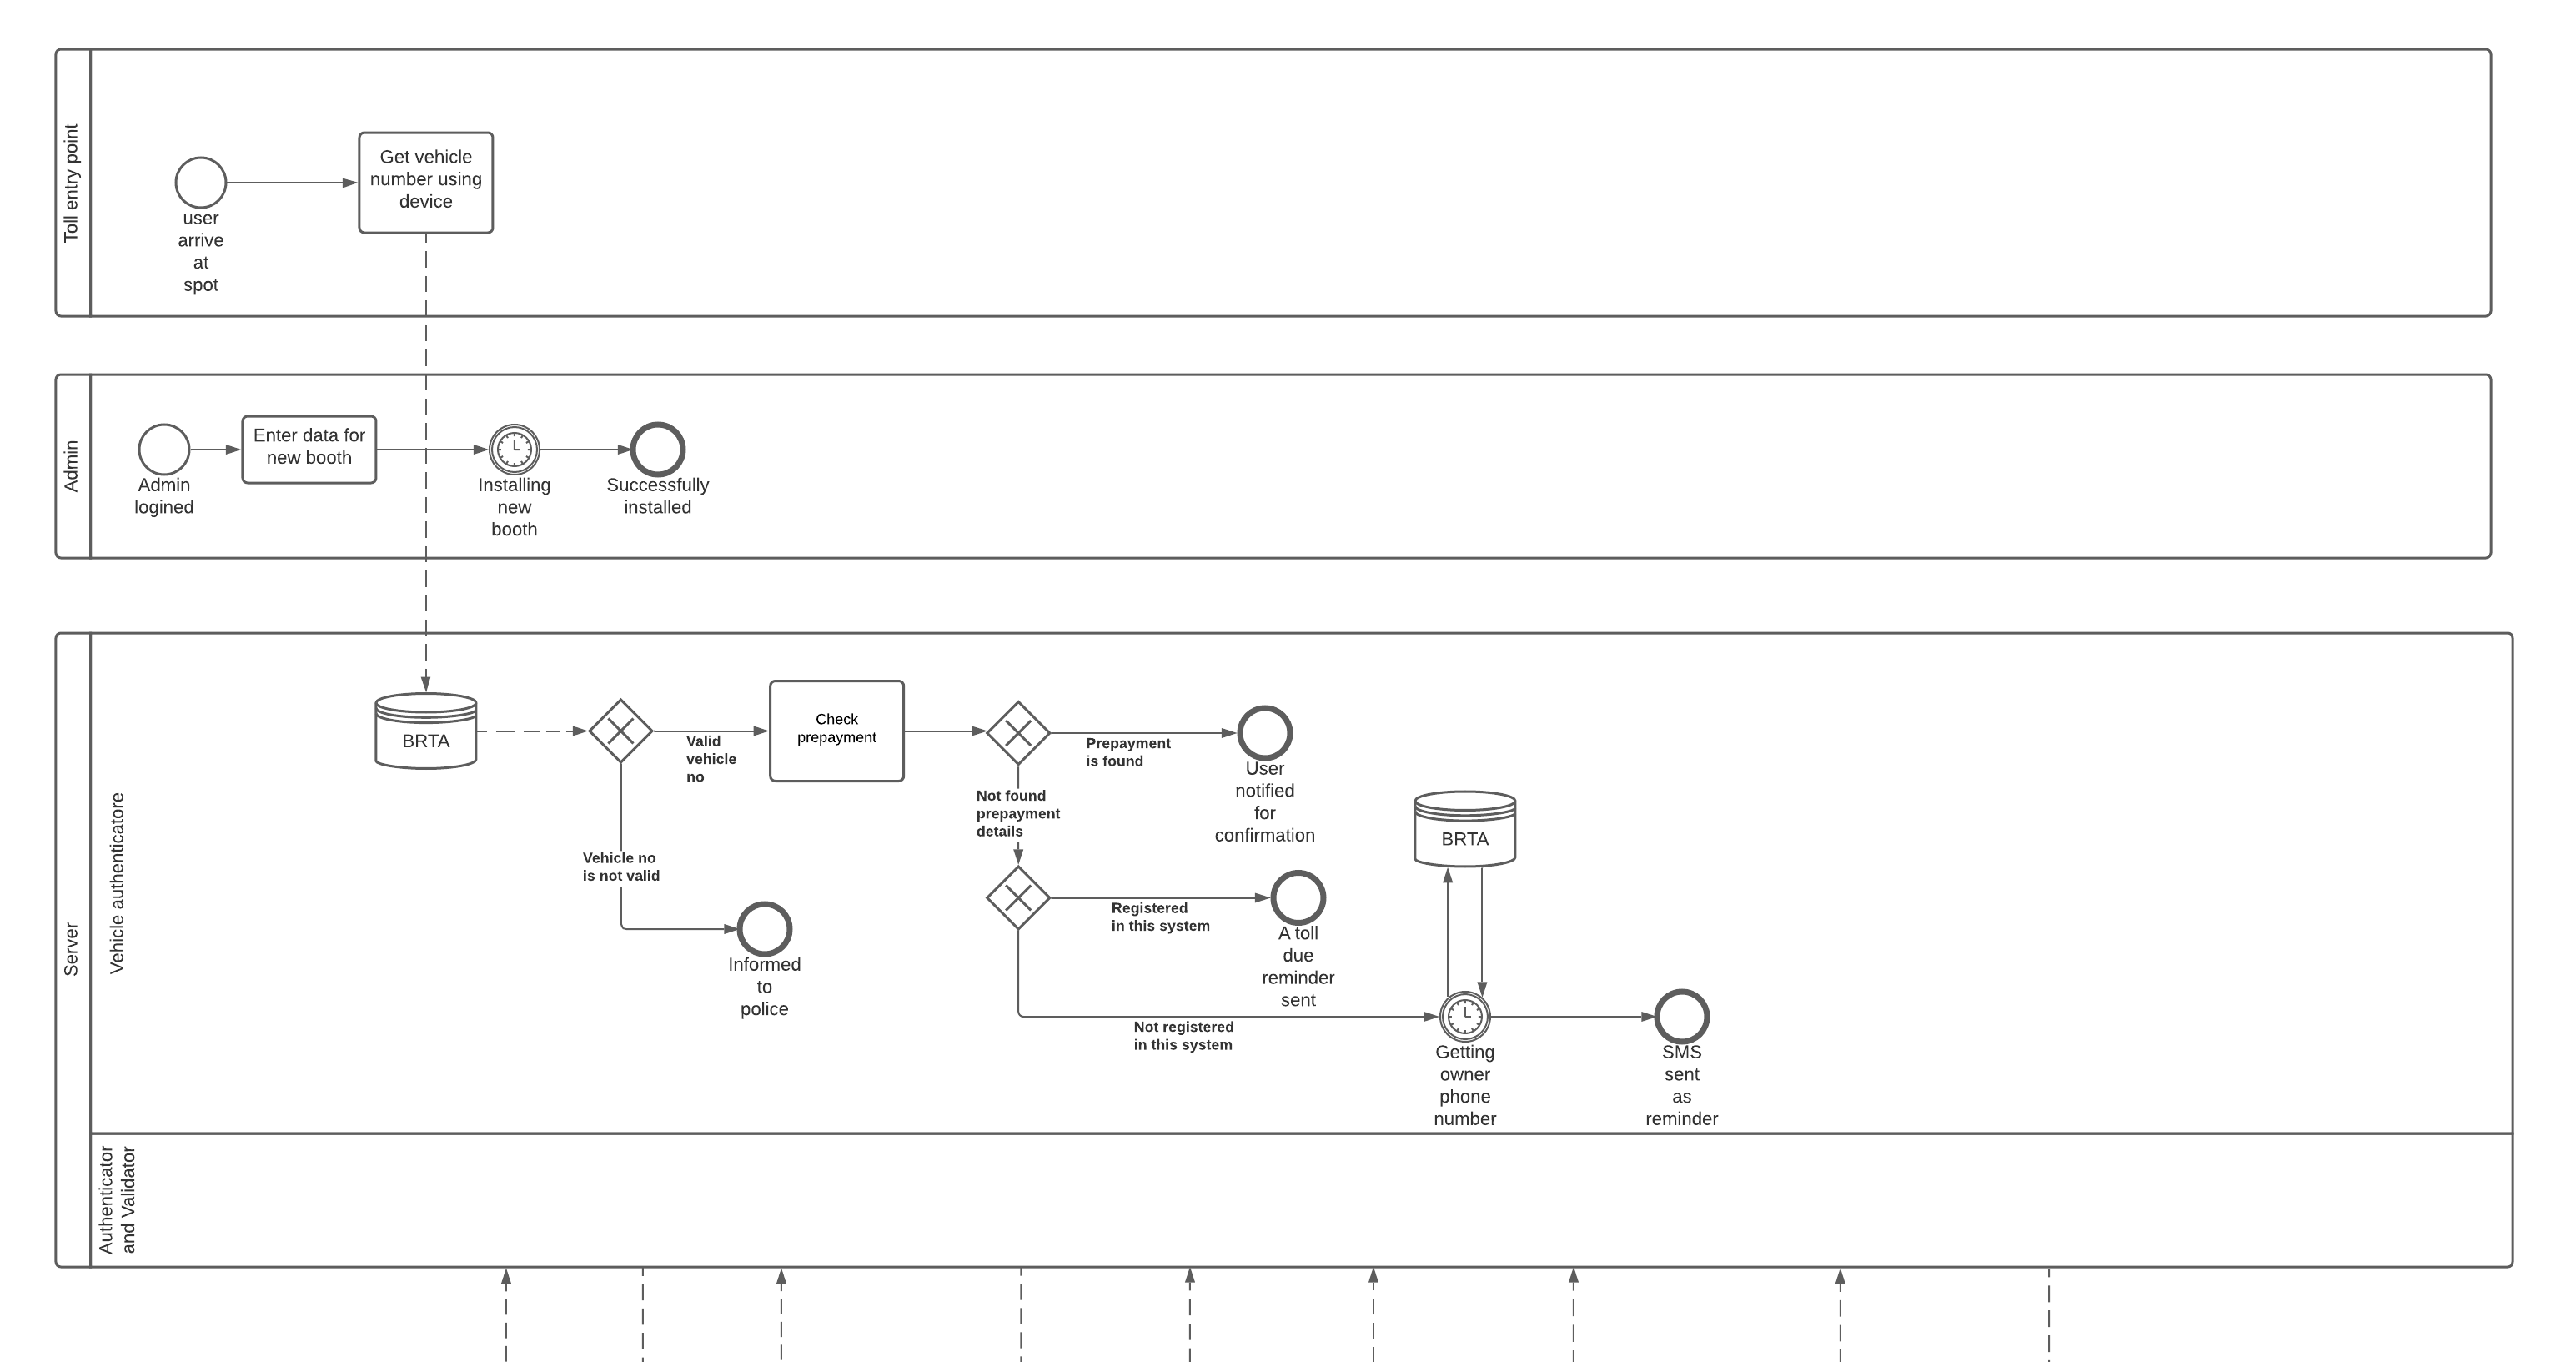 Toll entry point
user
arrive
at
spot
Get vehicle
number using
device
Admin
Admin
logined
Enter data for
new booth
Installing
new
booth
Successfully
installed
Server
Vehicle authenticatore
BRTA
Valid
vehicle
no
Vehicle no
is not valid
Informed
to
police
Check
prepayment
Prepayment
is found
User
notified
for
confirmation
Not found
prepayment
details
Registered
in this system
A toll
due
reminder
sent
Not registered
in this system
BRTA
Getting
owner
phone
number
SMS
sent
as
reminder
Authenticator
and Validator